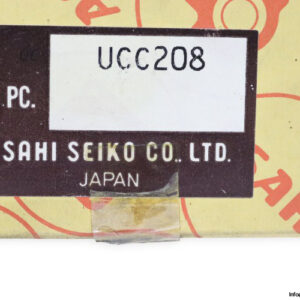 UCC208
PC.
SAHI SEIKO CO., LTD.
JAPAN